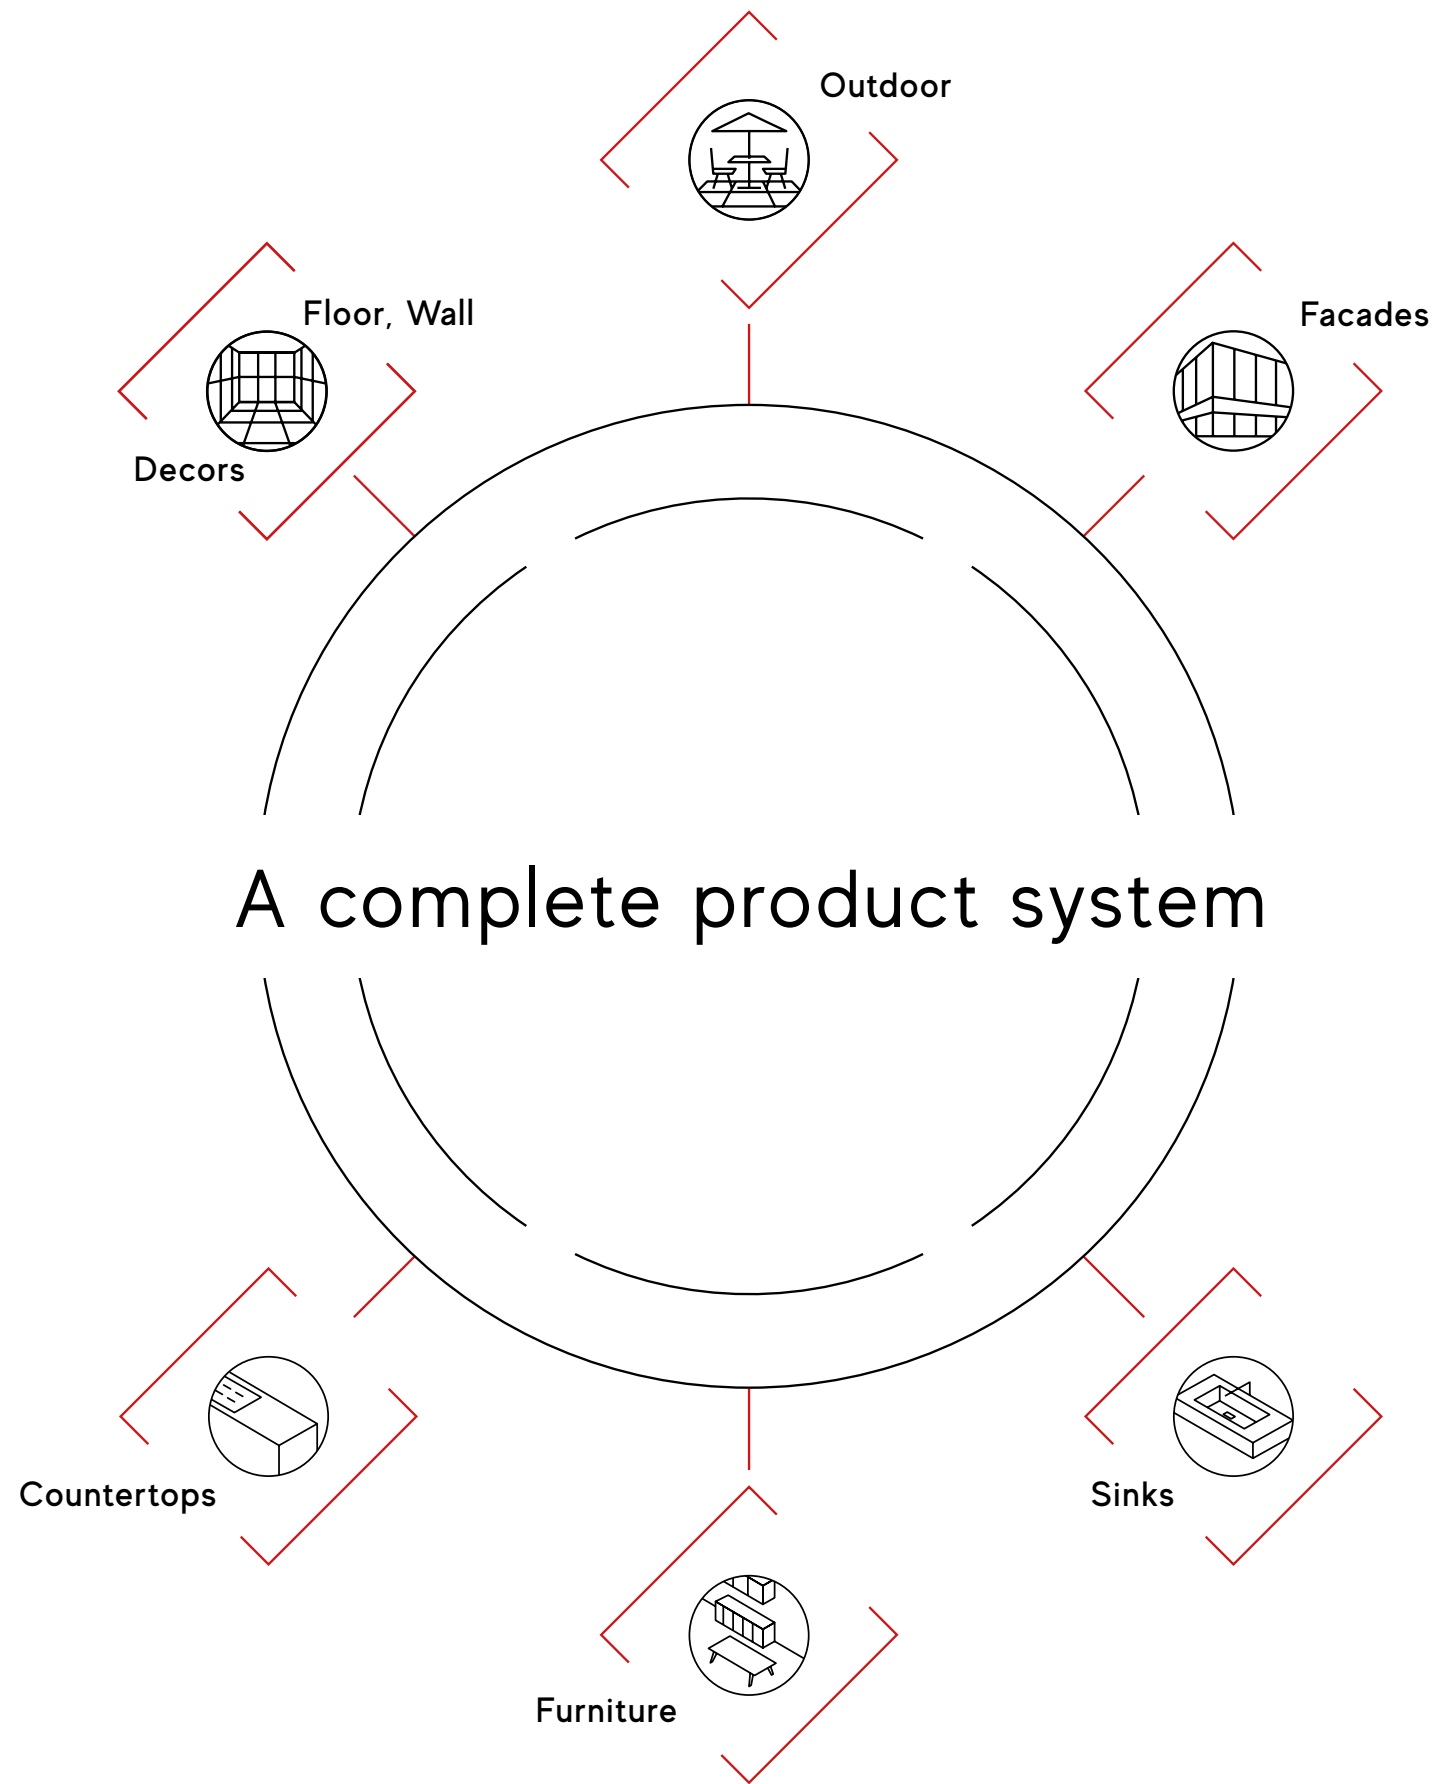 Outdoor
Floor, Wall
Facades
Decors
A complete product system
Countertops
Sinks
Furniture